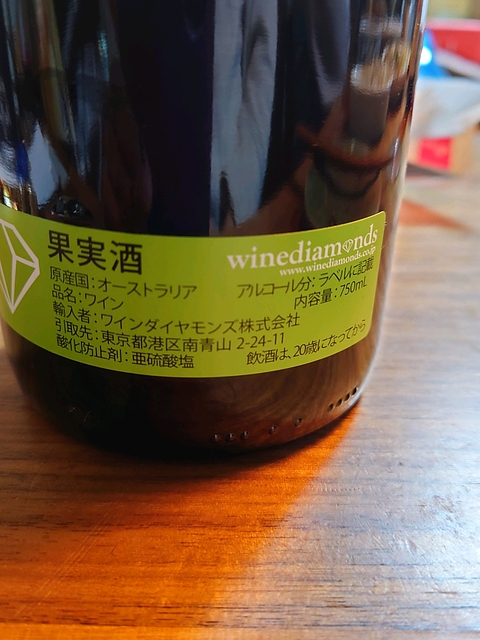 果実酒
winediamonds
www.winediamonds.co.jp
原産国：オーストラリア
アルコール分：ラベルに記載
品名：ワイン
内容量：750mL
輸入者：ワインダイヤモンズ株式会社
引取先：東京都港区南青山 2-24-11
酸化防止剤：亜硫酸塩
飲酒は、20歳になってから